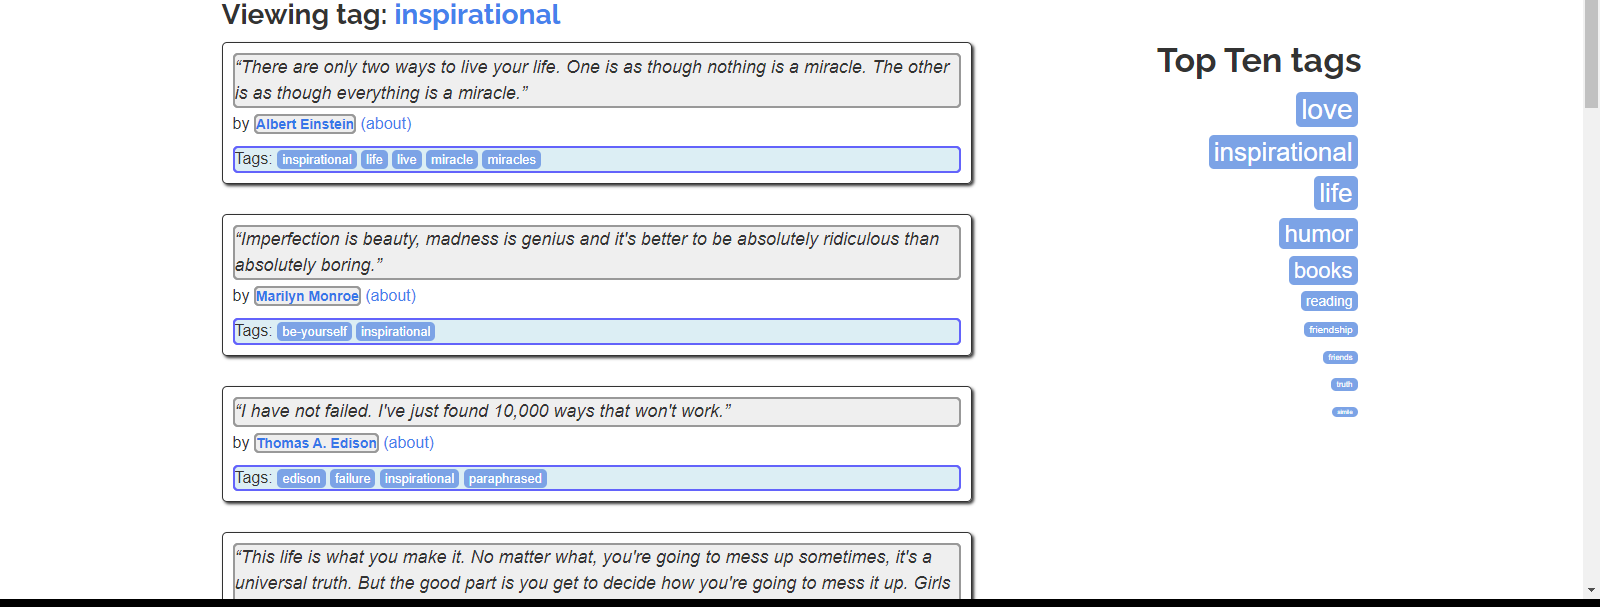 Viewing tag: inspirational
“There are only two ways to live your life. One is as though nothing is a miracle. The other
is as though everything is a miracle.”
by Albert Einstein (about)
Tags: inspirational life live miracle miracles
“Imperfection is beauty, madness is genius and it's better to be absolutely ridiculous than
absolutely boring.”
by Marilyn Monroe (about)
Tags: be-yourself inspirational
“I have not failed. I've just found 10,000 ways that won't work.”
by Thomas A. Edison (about)
Tags: edison failure inspirational paraphrased
“This life is what you make it. No matter what, you're going to mess up sometimes, it's a
universal truth. But the good part is you get to decide how you're going to mess it up. Girls
Top Ten tags
love
inspirational
life
humor
books
reading
friendship
friends
truth
simile